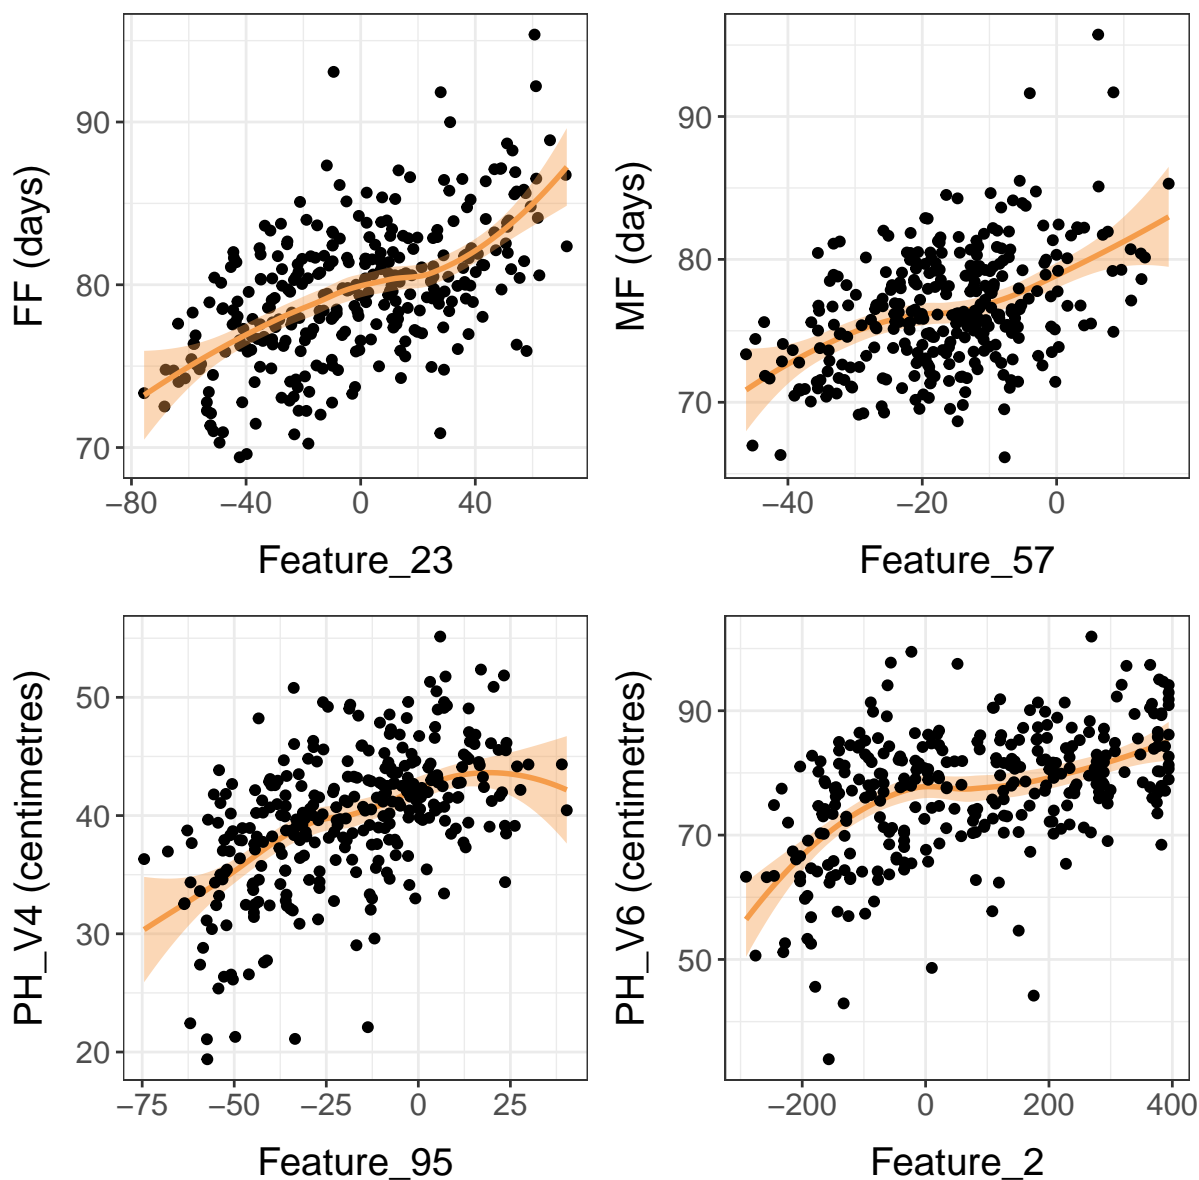 FF (days)
90
80
70
−80 −40 0 40
Feature_23
MF (days)
90
80
70
−40 −20 0
Feature_57
PH_V4 (centimetres)
50
40
30
20
−75 −50 −25 0 25
Feature_95
PH_V6 (centimetres)
90
70
50
−200 0 200 400
Feature_2